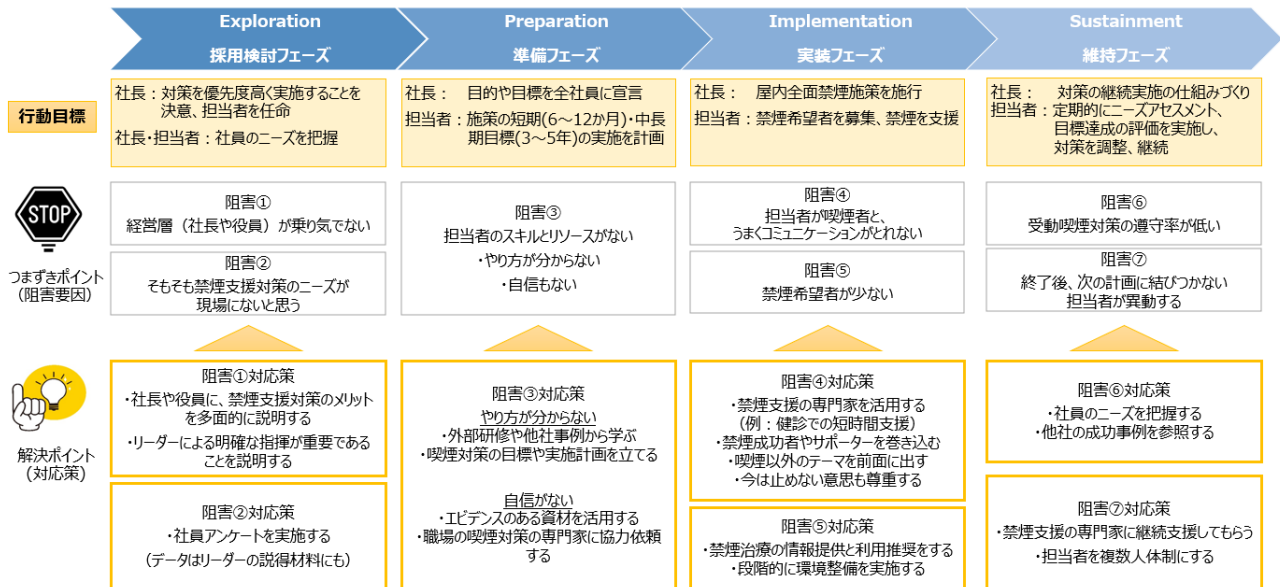 Exploration
採用検討フェーズ
Preparation
準備フェーズ
Implementation
実装フェーズ
Sustainment
維持フェーズ
行動目標
社長： 対策を優先度高く実施することを
決意、担当者を任命
社長・担当者：社員のニーズを把握
社長： 目的や目標を全社員に宣言
担当者：施策の短期(6～12か月)・中長
期目標(3～5年)の実施を計画
社長： 屋内全面禁煙施策を施行
担当者：禁煙希望者を募集、禁煙を支援
社長： 対策の継続実施の仕組みづくり
担当者：定期的にニーズアセスメント、
目標達成の評価を実施し、
対策を調整、継続
STOP
つまずきポイント
（阻害要因）
阻害①
経営層（社長や役員）が乗り気でない
阻害②
そもそも禁煙支援対策のニーズが
現場にないと思う
阻害③
担当者のスキルとリソースがない
・やり方が分からない
・自信もない
阻害④
担当者が喫煙者と、
うまくコミュニケーションがとれない
阻害⑤
禁煙希望者が少ない
阻害⑥
受動喫煙対策の遵守率が低い
阻害⑦
終了後、次の計画に結びつかない
担当者が異動する
解決ポイント
(対応策)
阻害①対応策
・社長や役員に、禁煙支援対策のメリット
を多面的に説明する
・リーダーによる明確な指揮が重要である
ことを説明する
阻害②対応策
・社員アンケートを実施する
（データはリーダーの説得材料にも）
阻害③対応策
やり方が分からない
・外部研修や他社事例から学ぶ
・喫煙対策の目標や実施計画を立てる
自信がない
・エビデンスのある資材を活用する
・職場の喫煙対策の専門家に協力依頼
する
阻害④対応策
・禁煙支援の専門家を活用する
（例：健診での短時間支援）
・禁煙成功者やサポーターを巻き込む
・喫煙以外のテーマを前面に出す
・今は止めない意思も尊重する
阻害⑤対応策
・禁煙治療の情報提供と利用推奨をする
・段階的に環境整備を実施する
阻害⑥対応策
・社員のニーズを把握する
・他社の成功事例を参照する
阻害⑦対応策
・禁煙支援の専門家に継続支援してもらう
・担当者を複数人体制にする